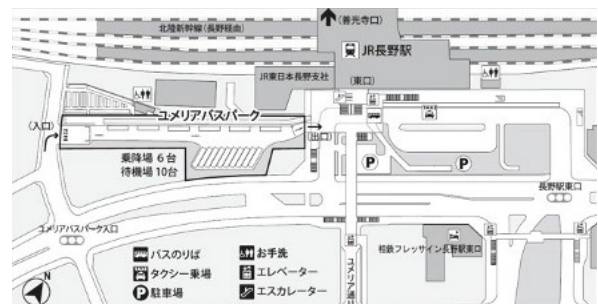 (善光寺口)
北陸新幹線(長野経由)
JR長野駅
JR東日本長野支社
(東口)
ユメリアバスパーク
(入口)
(出口)
乗降場 6台
待機場 10台
P
P
長野駅東口
ユメリアバスパーク入口
相鉄フレッサイン長野駅東口
ユメリア通り
バスのりば
お手洗
タクシー乗場
エレベーター
P 駐車場
エスカレーター
N